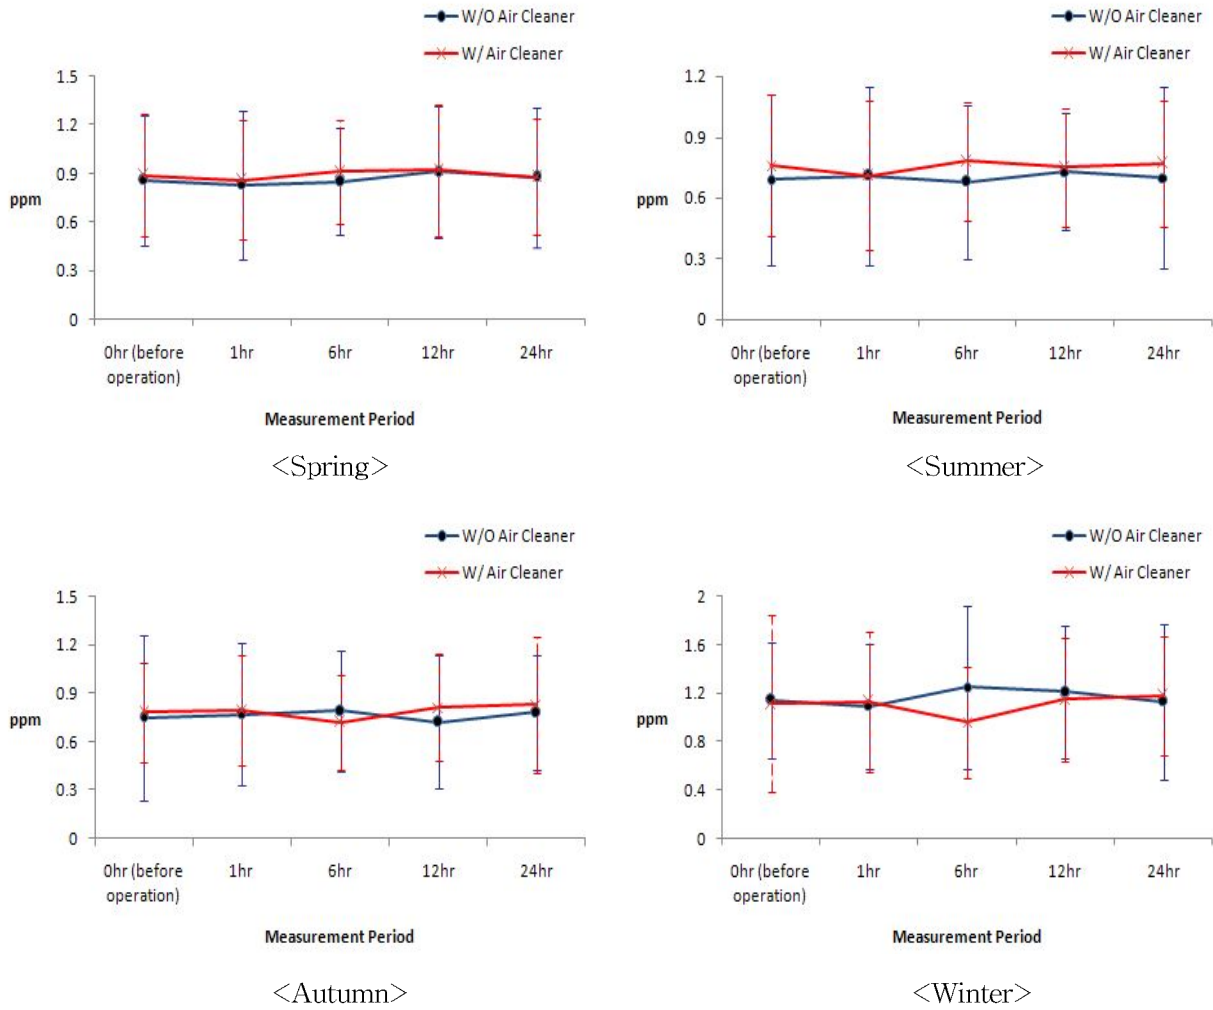 W/O Air Cleaner
W/ Air Cleaner
1.5
1.2
0.9
0.6
0.3
0
ppm
0hr (before operation)
1hr
6hr
12hr
24hr
Measurement Period
<Spring>
W/O Air Cleaner
W/ Air Cleaner
1.2
0.9
0.6
0.3
0
ppm
0hr (before operation)
1hr
6hr
12hr
24hr
Measurement Period
<Summer>
W/O Air Cleaner
W/ Air Cleaner
1.5
1.2
0.9
0.6
0.3
0
ppm
0hr (before operation)
1hr
6hr
12hr
24hr
Measurement Period
<Autumn>
W/O Air Cleaner
W/ Air Cleaner
2
1.6
1.2
0.8
0.4
0
ppm
0hr (before operation)
1hr
6hr
12hr
24hr
Measurement Period
<Winter>